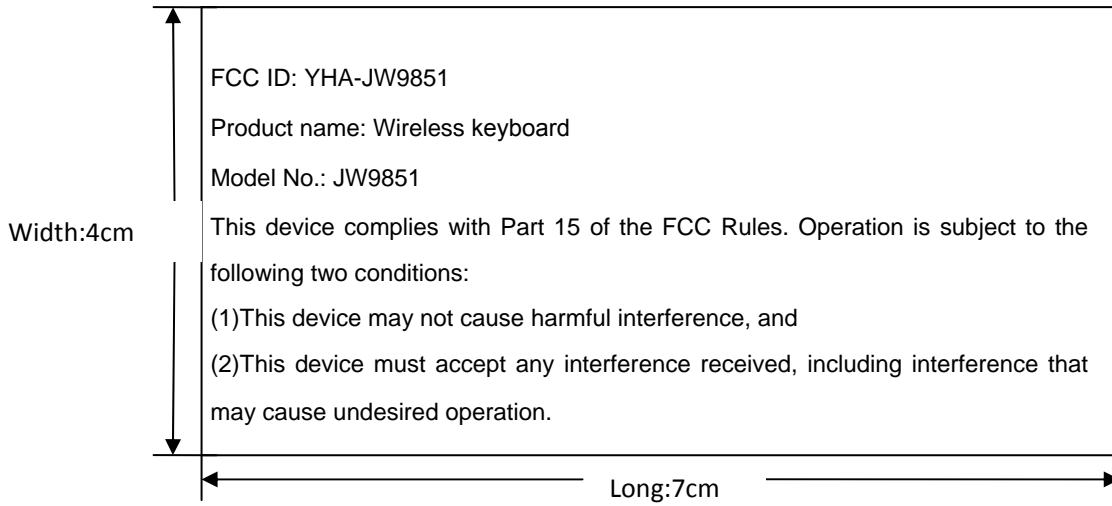 FCC ID: YHA-JW9851
Product name: Wireless keyboard
Model No.: JW9851
Width:4cm
This device complies with Part 15 of the FCC Rules. Operation is subject to the
following two conditions:
(1)This device may not cause harmful interference, and
(2)This device must accept any interference received, including interference that
may cause undesired operation.
Long:7cm